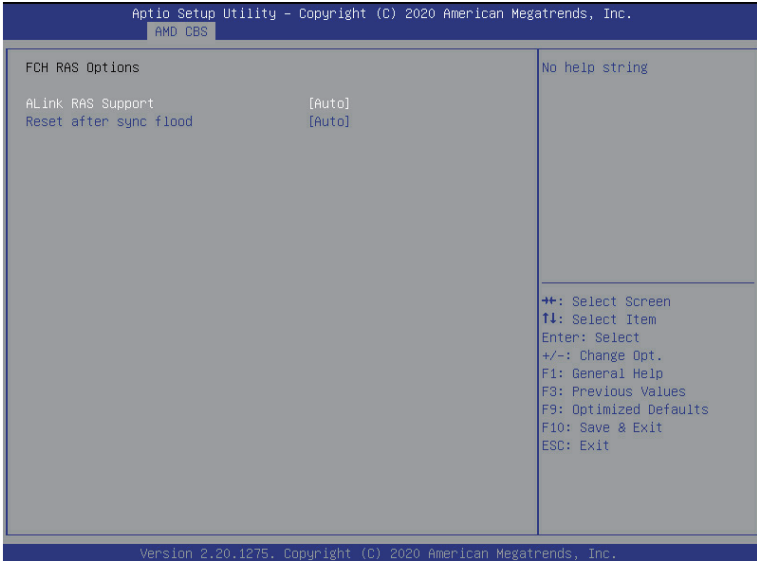 Aptio Setup Utility – Copyright (C) 2020 American Megatrends, Inc.
AMD CBS
FCH RAS Options
ALink RAS Support [Auto]
Reset after sync flood [Auto]
No help string
→←: Select Screen
↑↓: Select Item
Enter: Select
+/-: Change Opt.
F1: General Help
F3: Previous Values
F9: Optimized Defaults
F10: Save & Exit
ESC: Exit
Version 2.20.1275. Copyright (C) 2020 American Megatrends, Inc.